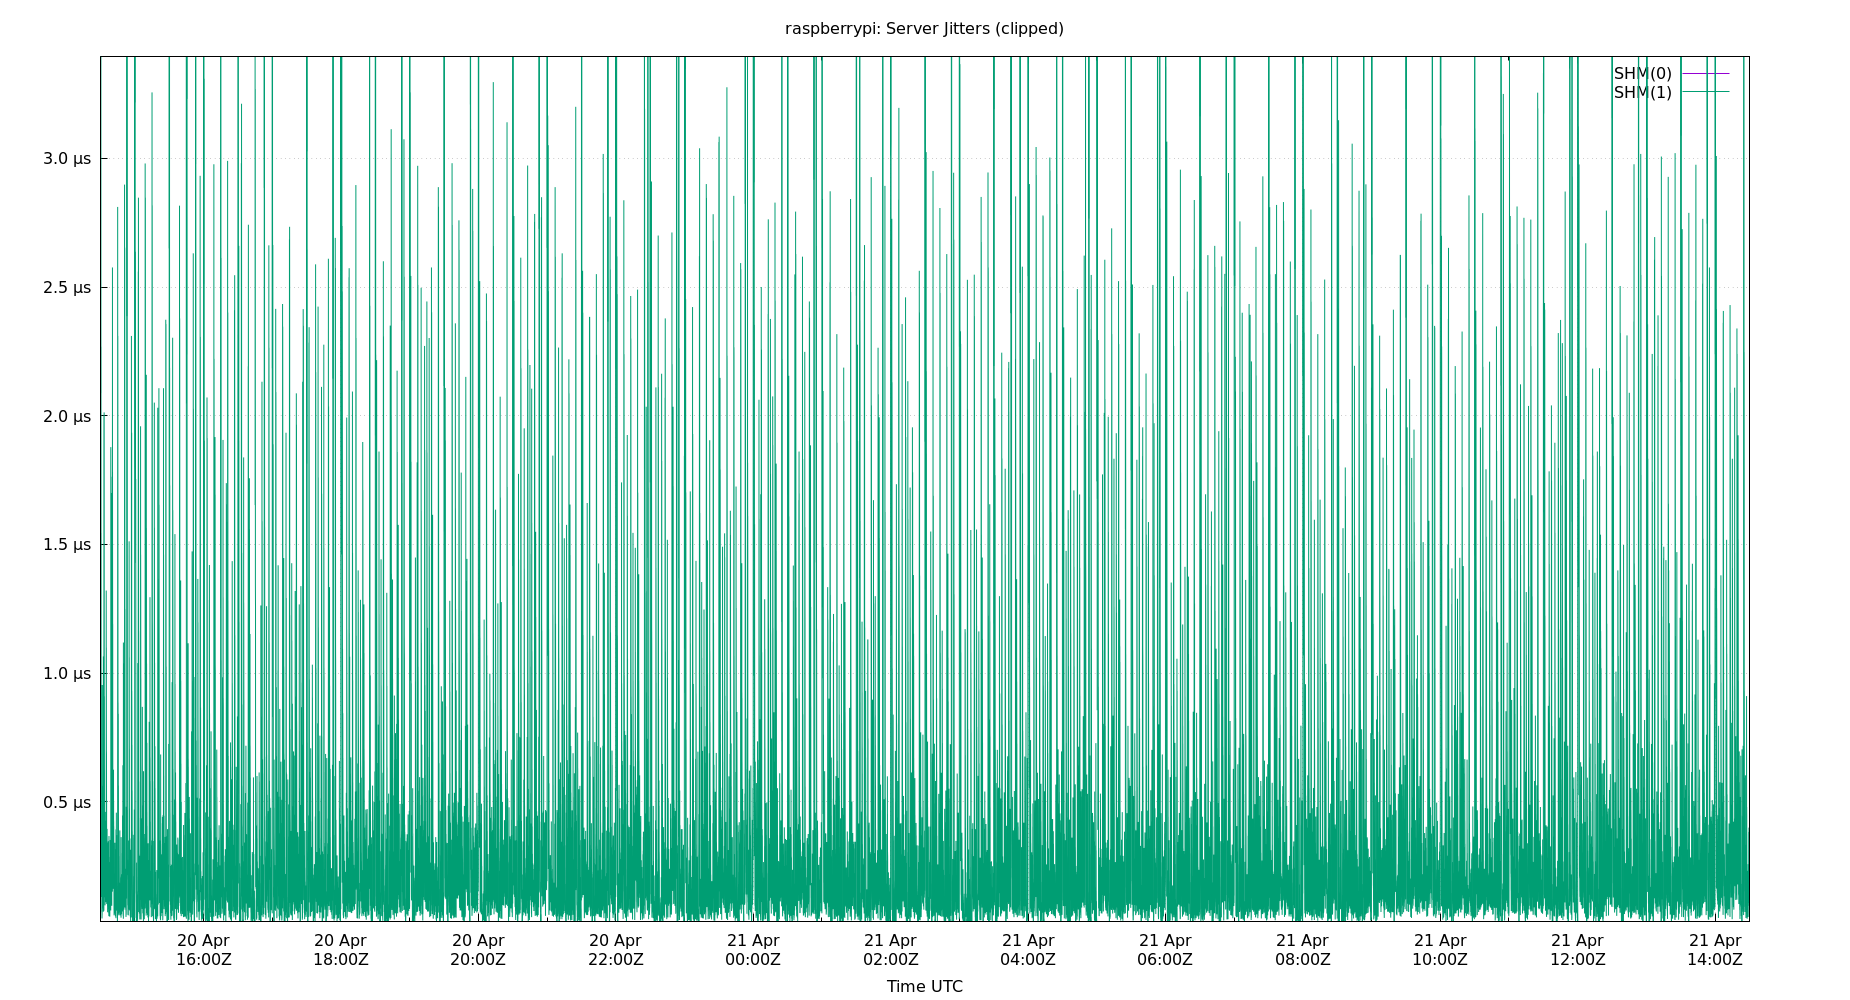 raspberrypi: Server Jitters (clipped)
SHM(0)
SHM(1)
3.0 µs
2.5 µs
2.0 µs
1.5 µs
1.0 µs
0.5 µs
20 Apr 20 Apr 20 Apr 20 Apr 21 Apr 21 Apr 21 Apr 21 Apr 21 Apr 21 Apr 21 Apr 21 Apr
16:00Z 18:00Z 20:00Z 22:00Z 00:00Z 02:00Z 04:00Z 06:00Z 08:00Z 10:00Z 12:00Z 14:00Z
Time UTC